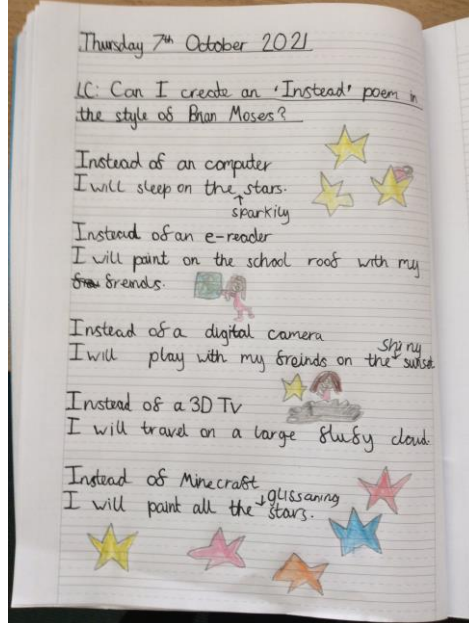 Thursday 7th October 2021
LC: Can I create an 'Instead' poem in
the style of Brian Moses?
Instead of an computer
I will sleep on the stars.
sparkily
Instead of an e-reader
I will paint on the school roof with my
frends.
Instead of a digital camera
shiny
I will play with my freinds on the sunset
Instead of a 3D TV
I will travel on a large flufy cloud.
Instead of Minecraft
glissaning
I will paint all the stars.